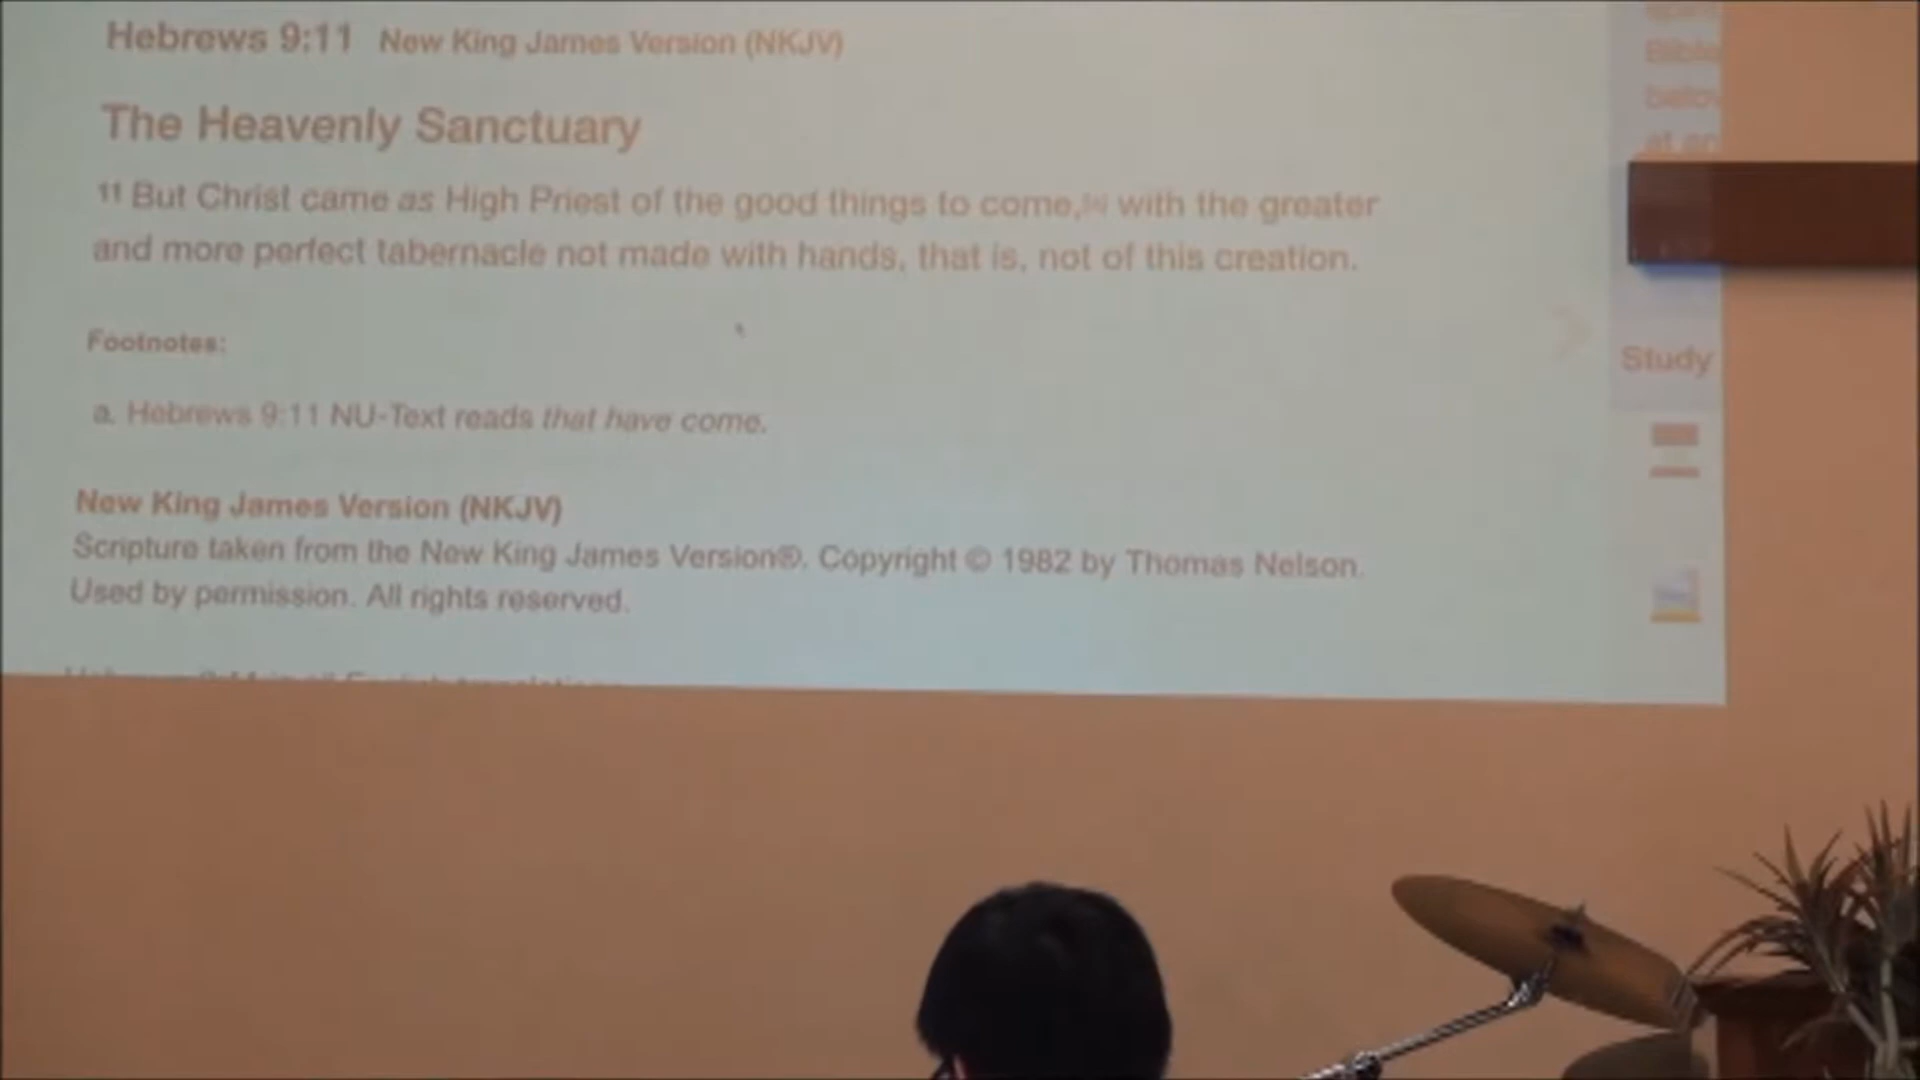 Hebrews 9:11 New King James Version (NKJV)
The Heavenly Sanctuary
11 But Christ came as High Priest of the good things to come,[a] with the greater
and more perfect tabernacle not made with hands, that is, not of this creation.
Footnotes:
a. Hebrews 9:11 NU-Text reads that have come.
New King James Version (NKJV)
Scripture taken from the New King James Version®. Copyright © 1982 by Thomas Nelson.
Used by permission. All rights reserved.
Bible
at
Study